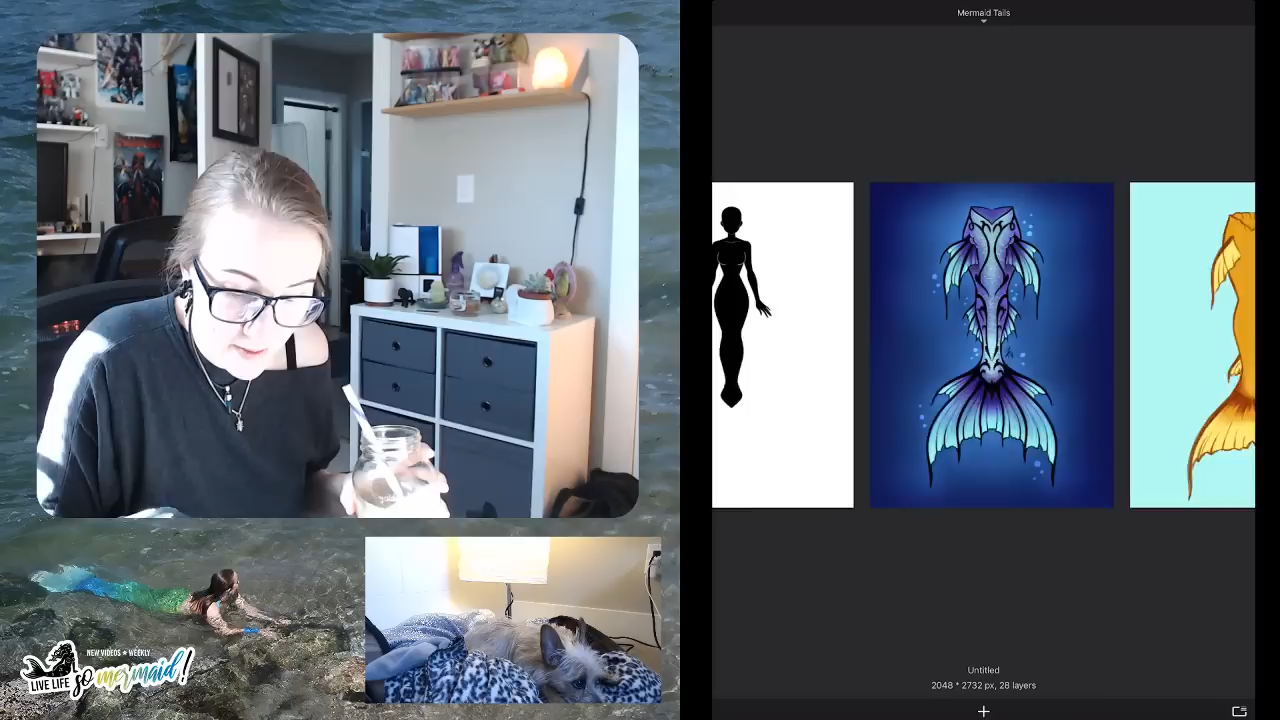 Mermaid Tails
NEW VIDEOS ★ WEEKLY
LIVE LIFE so mermaid!
Untitled
2048 * 2732 px, 28 layers
+